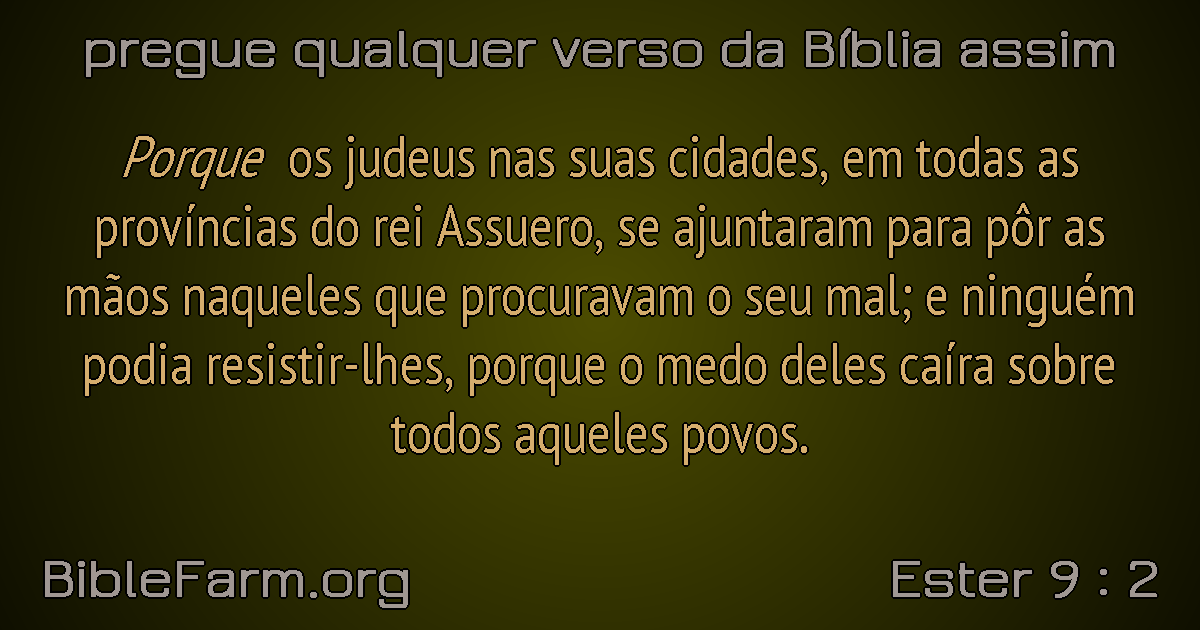 pregue qualquer verso da Bíblia assim
Porque os judeus nas suas cidades, em todas as
províncias do rei Assuero, se ajuntaram para pôr as
mãos naqueles que procuravam o seu mal; e ninguém
podia resistir-lhes, porque o medo deles caíra sobre
todos aqueles povos.
BibleFarm.org
Ester 9 : 2